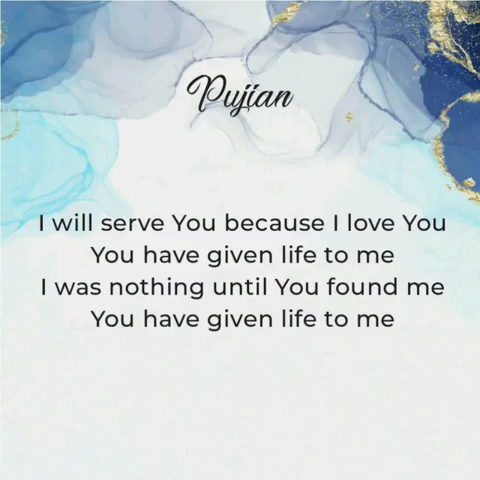 Pujian
I will serve You because I love You
You have given life to me
I was nothing until You found me
You have given life to me